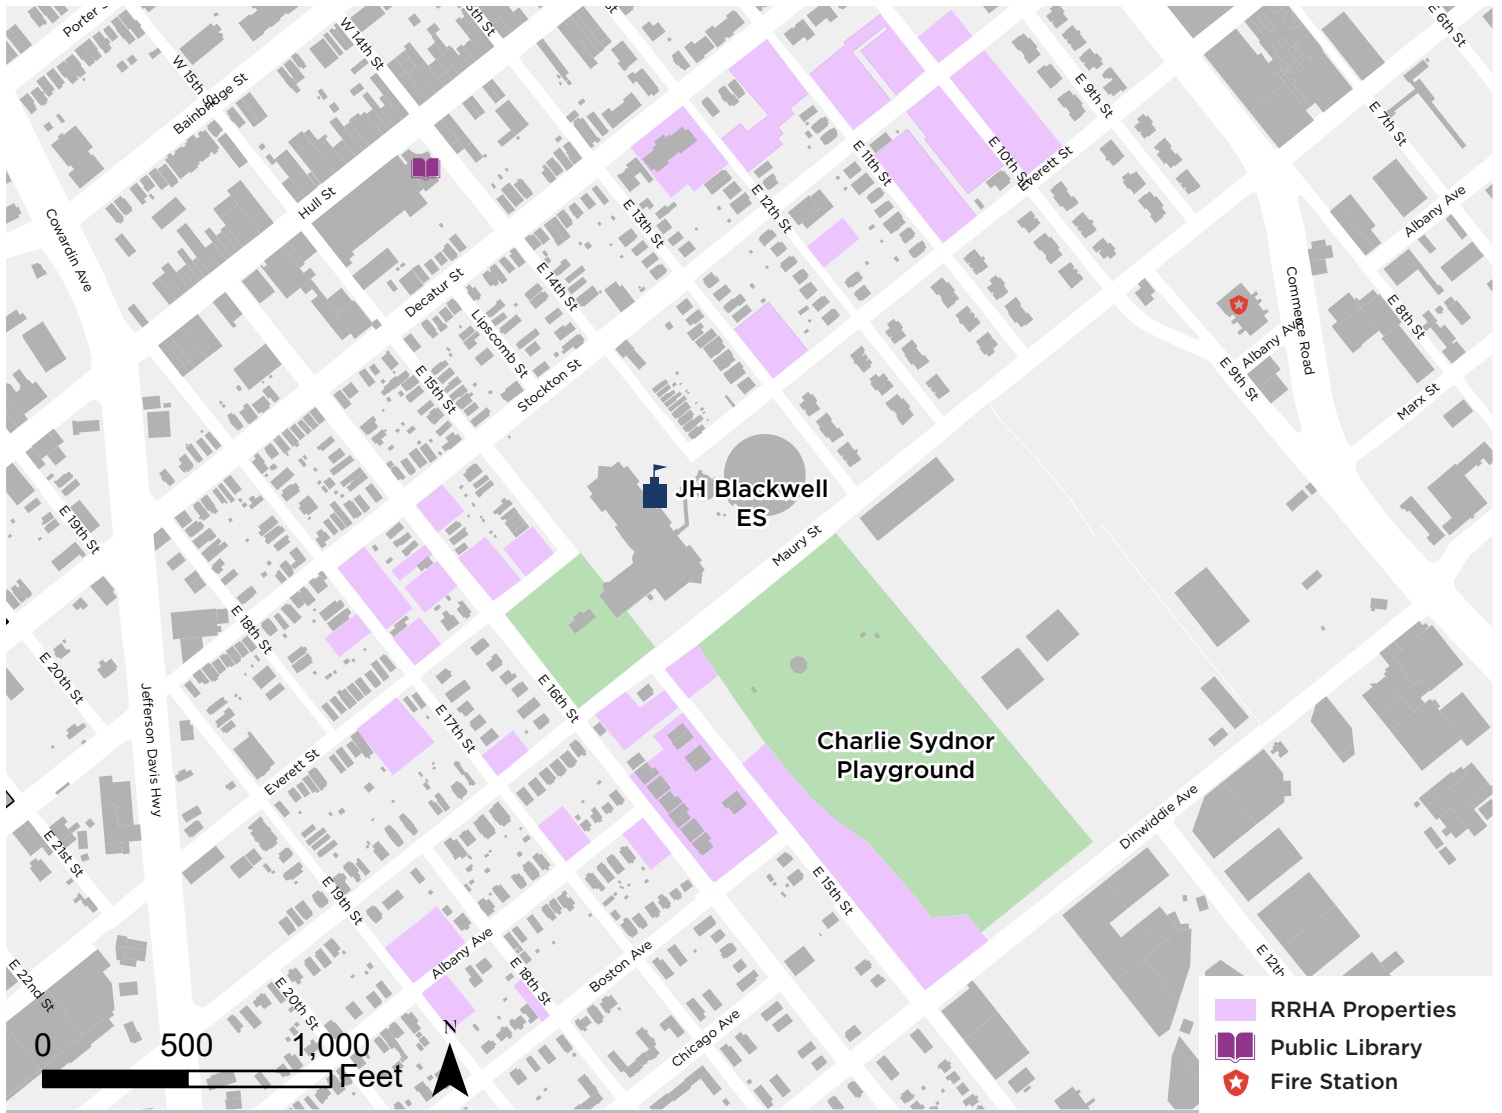 Porter S
W 15th St
Bainbridge St
W 14th St
5th St
St
E 6th St
E 9th St
E 7th St
E 10th St
Everett St
E 11th St
Albany Ave
Hull St
E 12th St
E 13th St
Cowardin Ave
E 14th St
Decatur St
Lipscomb St
Commerce Road
E 8th St
Albany Ave
E 15th St
Stockton St
E 9th St
Marx St
JH Blackwell
ES
E 19th St
Maury St
E 18th St
E 20th St
Jefferson Davis Hwy
E 16th St
E 17th St
Everett St
Charlie Sydnor
Playground
Dinwiddie Ave
E 21st St
E 19th St
E 15th St
Albany Ave
E 18th St
Boston Ave
E 22nd St
E 20th St
E 12th
Chicago Ave
N
0 500 1,000
Feet
RRHA Properties
Public Library
Fire Station